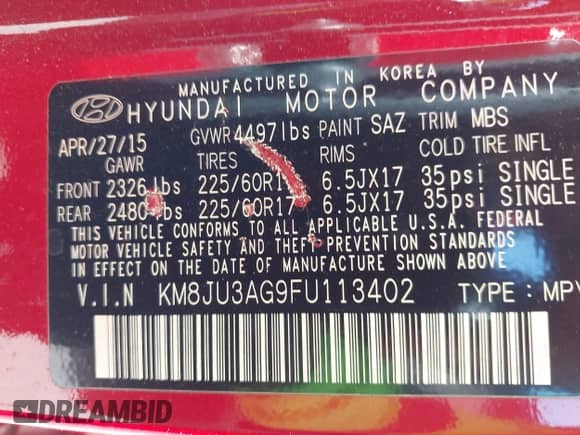 MANUFACTURED IN KOREA BY
HYUNDAI MOTOR COMPANY
APR/27/15 GVWR 4497lbs PAINT SAZ TRIM MBS
GAWR TIRES RIMS COLD TIRE INFL
FRONT 2326 lbs 225/60R17 6.5JX17 35psi SINGLE
REAR 2480 lbs 225/60R17 6.5JX17 35psi SINGLE
THIS VEHICLE CONFORMS TO ALL APPLICABLE U.S.A. FEDERAL
MOTOR VEHICLE SAFETY AND THEFT PREVENTION STANDARDS
IN EFFECT ON THE DATE OF MANUFACTURE SHOWN ABOVE
V.I.N KM8JU3AG9FU113402 TYPE : MPV
DREAMBID